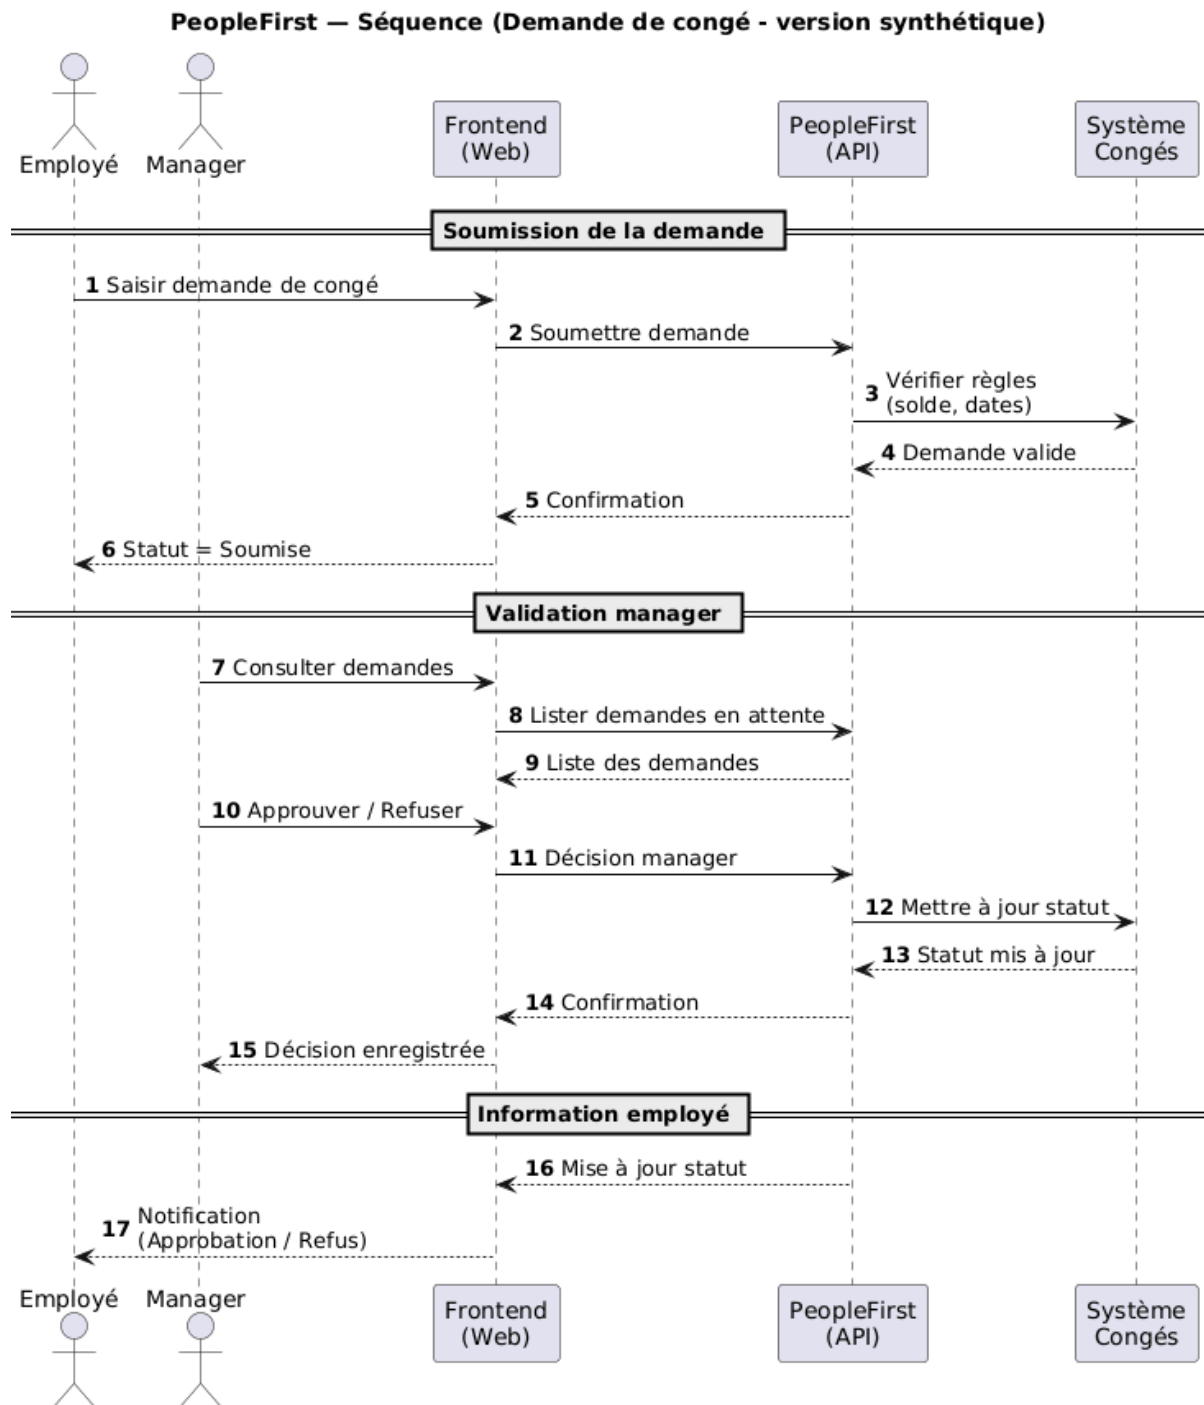 PeopleFirst — Séquence (Demande de congé - version synthétique)
Employé
Manager
Frontend
(Web)
PeopleFirst
(API)
Système
Congés
Soumission de la demande
1 Saisir demande de congé
2 Soumettre demande
3 Vérifier règles
(solde, dates)
4 Demande valide
5 Confirmation
6 Statut = Soumise
Validation manager
7 Consulter demandes
8 Lister demandes en attente
9 Liste des demandes
10 Approuver / Refuser
11 Décision manager
12 Mettre à jour statut
13 Statut mis à jour
14 Confirmation
15 Décision enregistrée
Information employé
16 Mise à jour statut
17 Notification
(Approbation / Refus)
Employé
Manager
Frontend
(Web)
PeopleFirst
(API)
Système
Congés